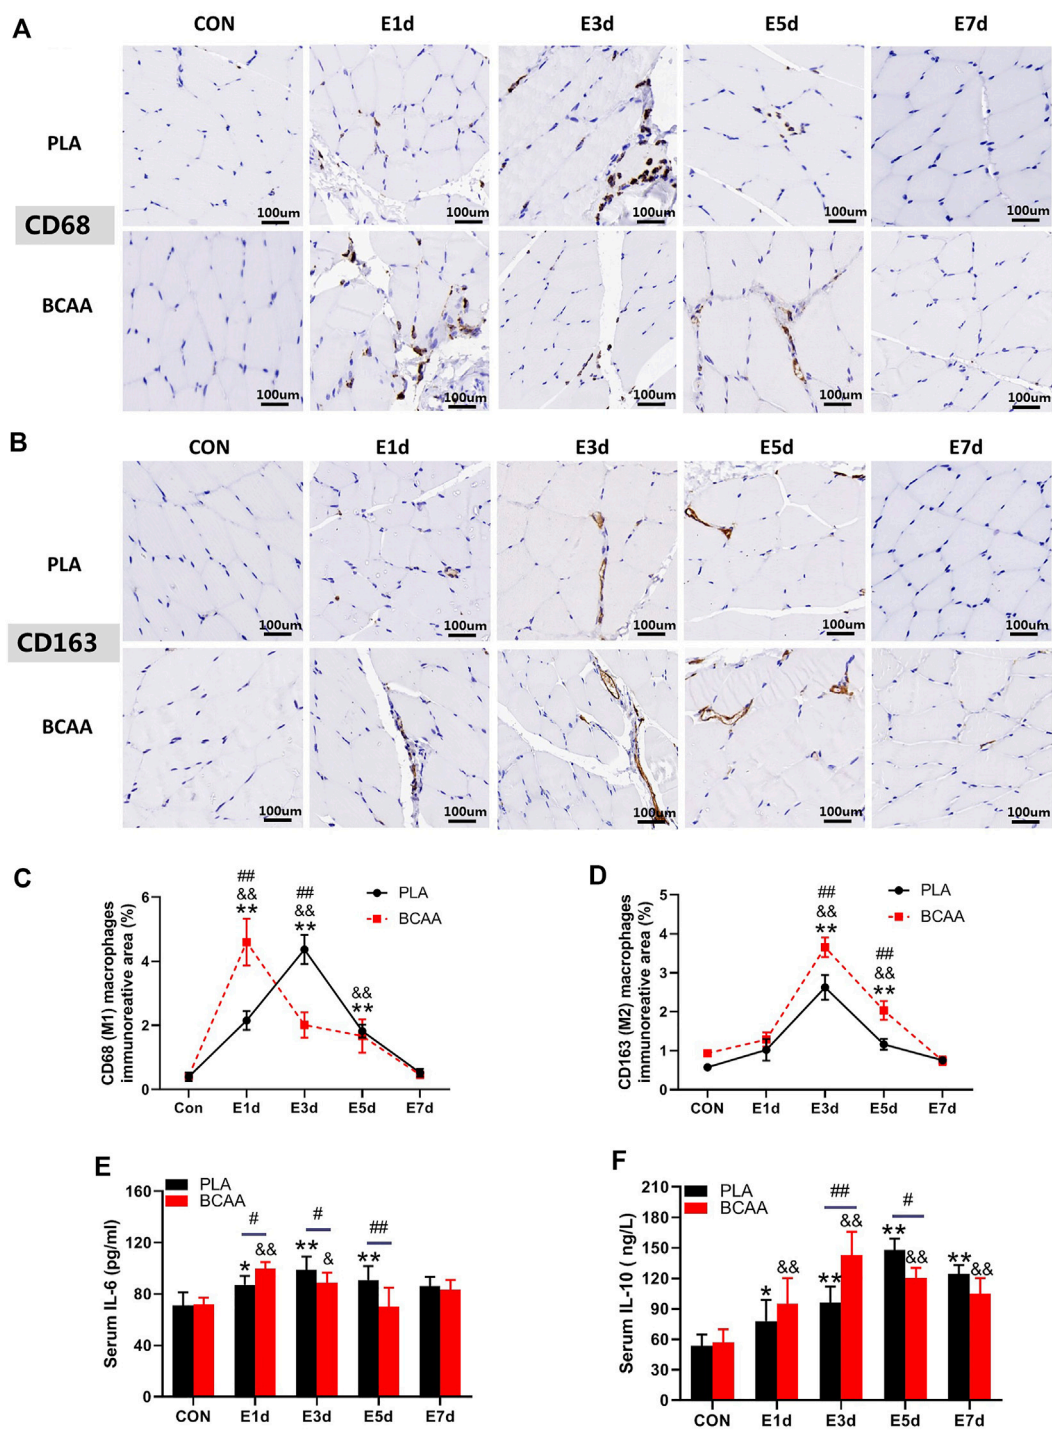 A
CON E1d E3d E5d E7d
PLA
100um 100um 100um 100um 100um
CD68
BCAA
100um 100um 100um 100um 100um
B
CON E1d E3d E5d E7d
PLA
100um 100um 100um 100um 100um
CD163
BCAA
100um 100um 100um 100um 100um
C
CD68 (M1) macrophages
immunoreative area (%)
6
4
2
0
## && **
## && **
&& **
PLA
BCAA
Con E1d E3d E5d E7d
D
CD163 (M2) macrophages
immunoreative area (%)
5
4
3
2
1
0
## && **
## && **
PLA
BCAA
CON E1d E3d E5d E7d
E
Serum IL-6 (pg/ml)
160
120
80
40
0
PLA
BCAA
# # ##
* && ** & **
CON E1d E3d E5d E7d
F
Serum IL-10 ( ng/L)
210
180
150
120
90
60
30
0
PLA
BCAA
## #
* && ** && ** && ** &&
CON E1d E3d E5d E7d